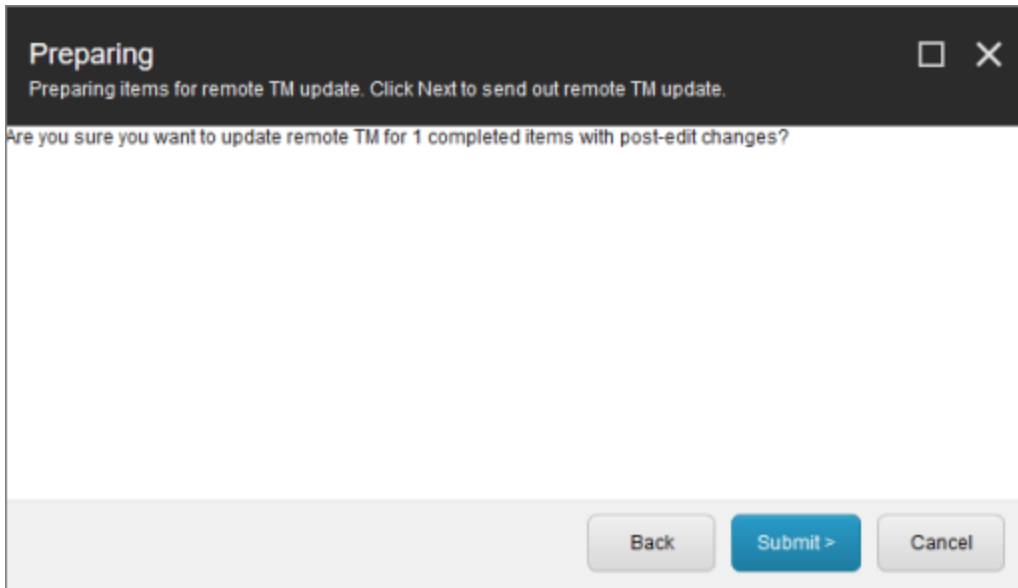 Preparing
Preparing items for remote TM update. Click Next to send out remote TM update.
Are you sure you want to update remote TM for 1 completed items with post-edit changes?
Back
Submit >
Cancel